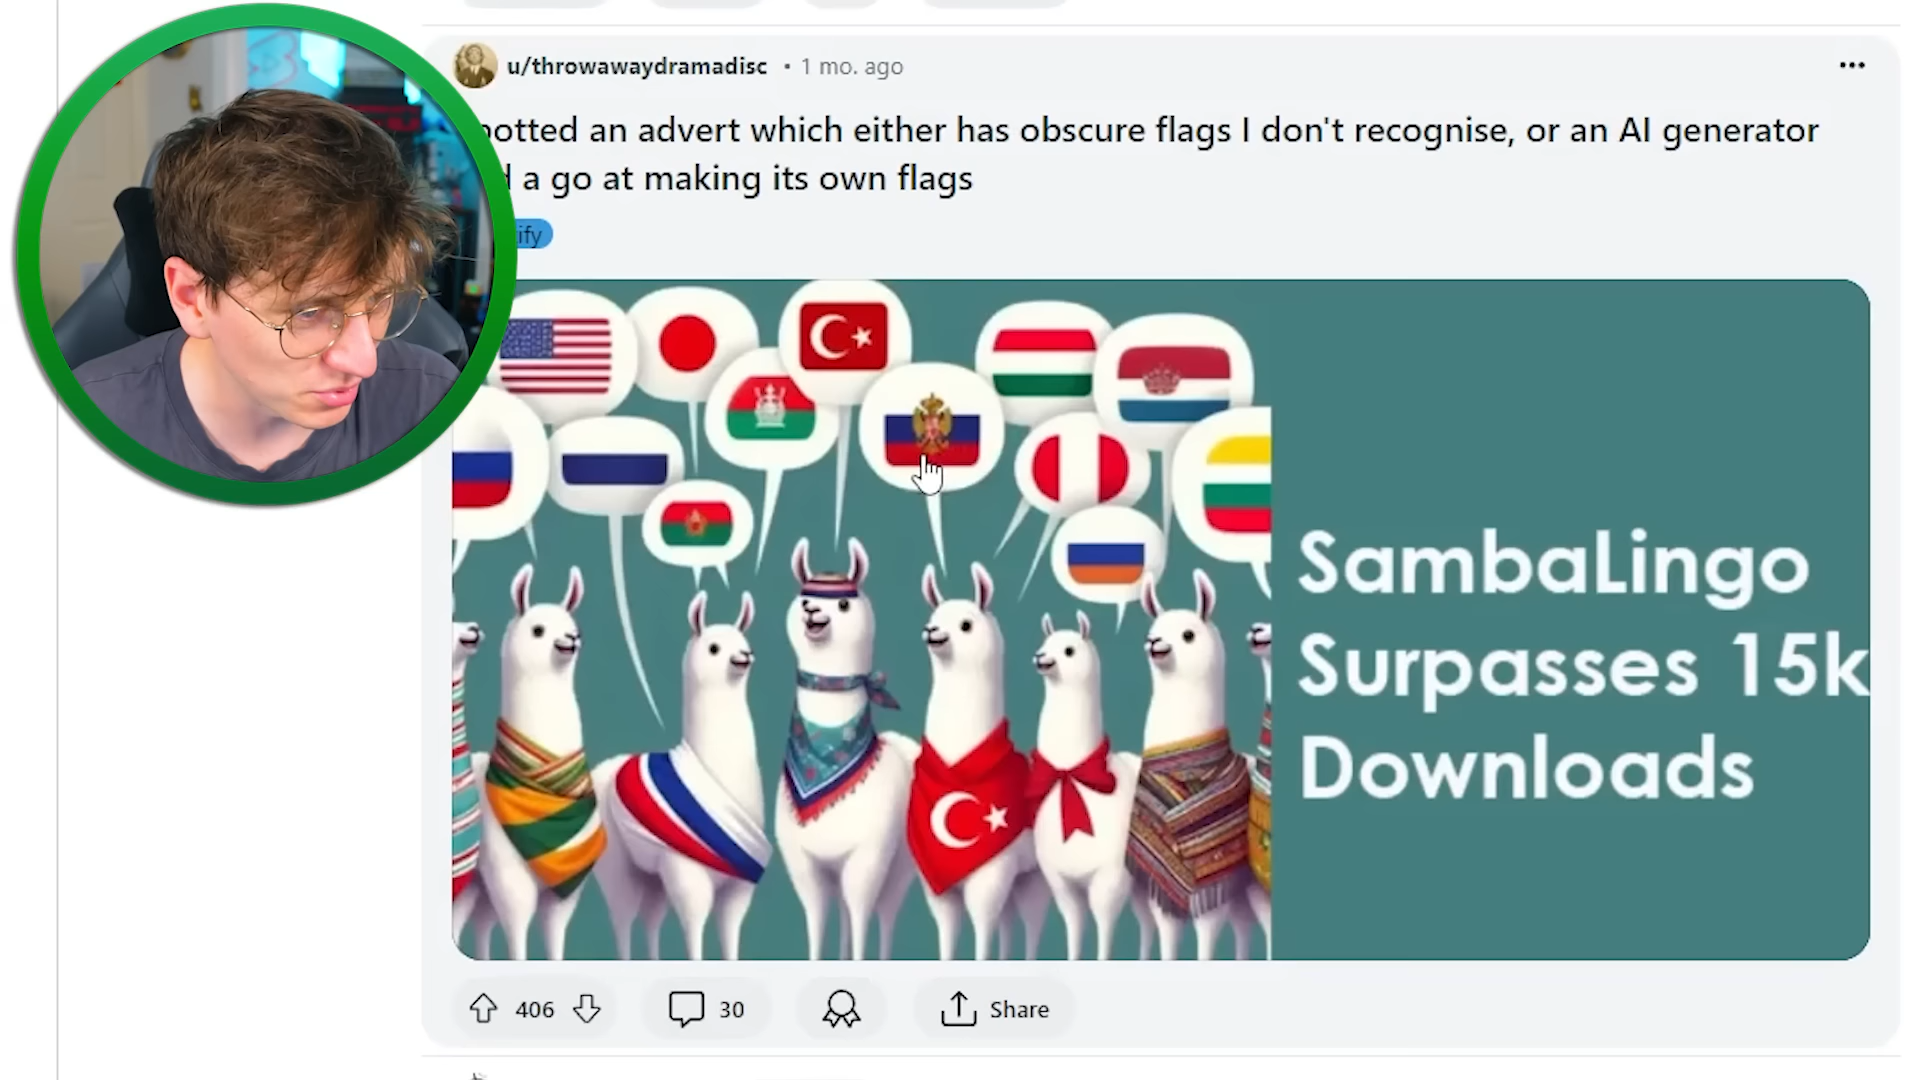 u/throwawaydramadisc • 1 mo. ago
potted an advert which either has obscure flags I don't recognise, or an AI generator
a go at making its own flags
ify
SambaLingo
Surpasses 15k
Downloads
406
30
Share